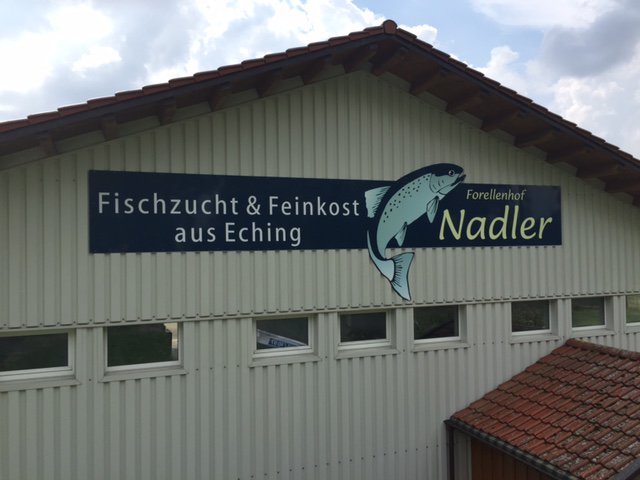 Fischzucht & Feinkost
aus Eching
Forellenhof
Nadler